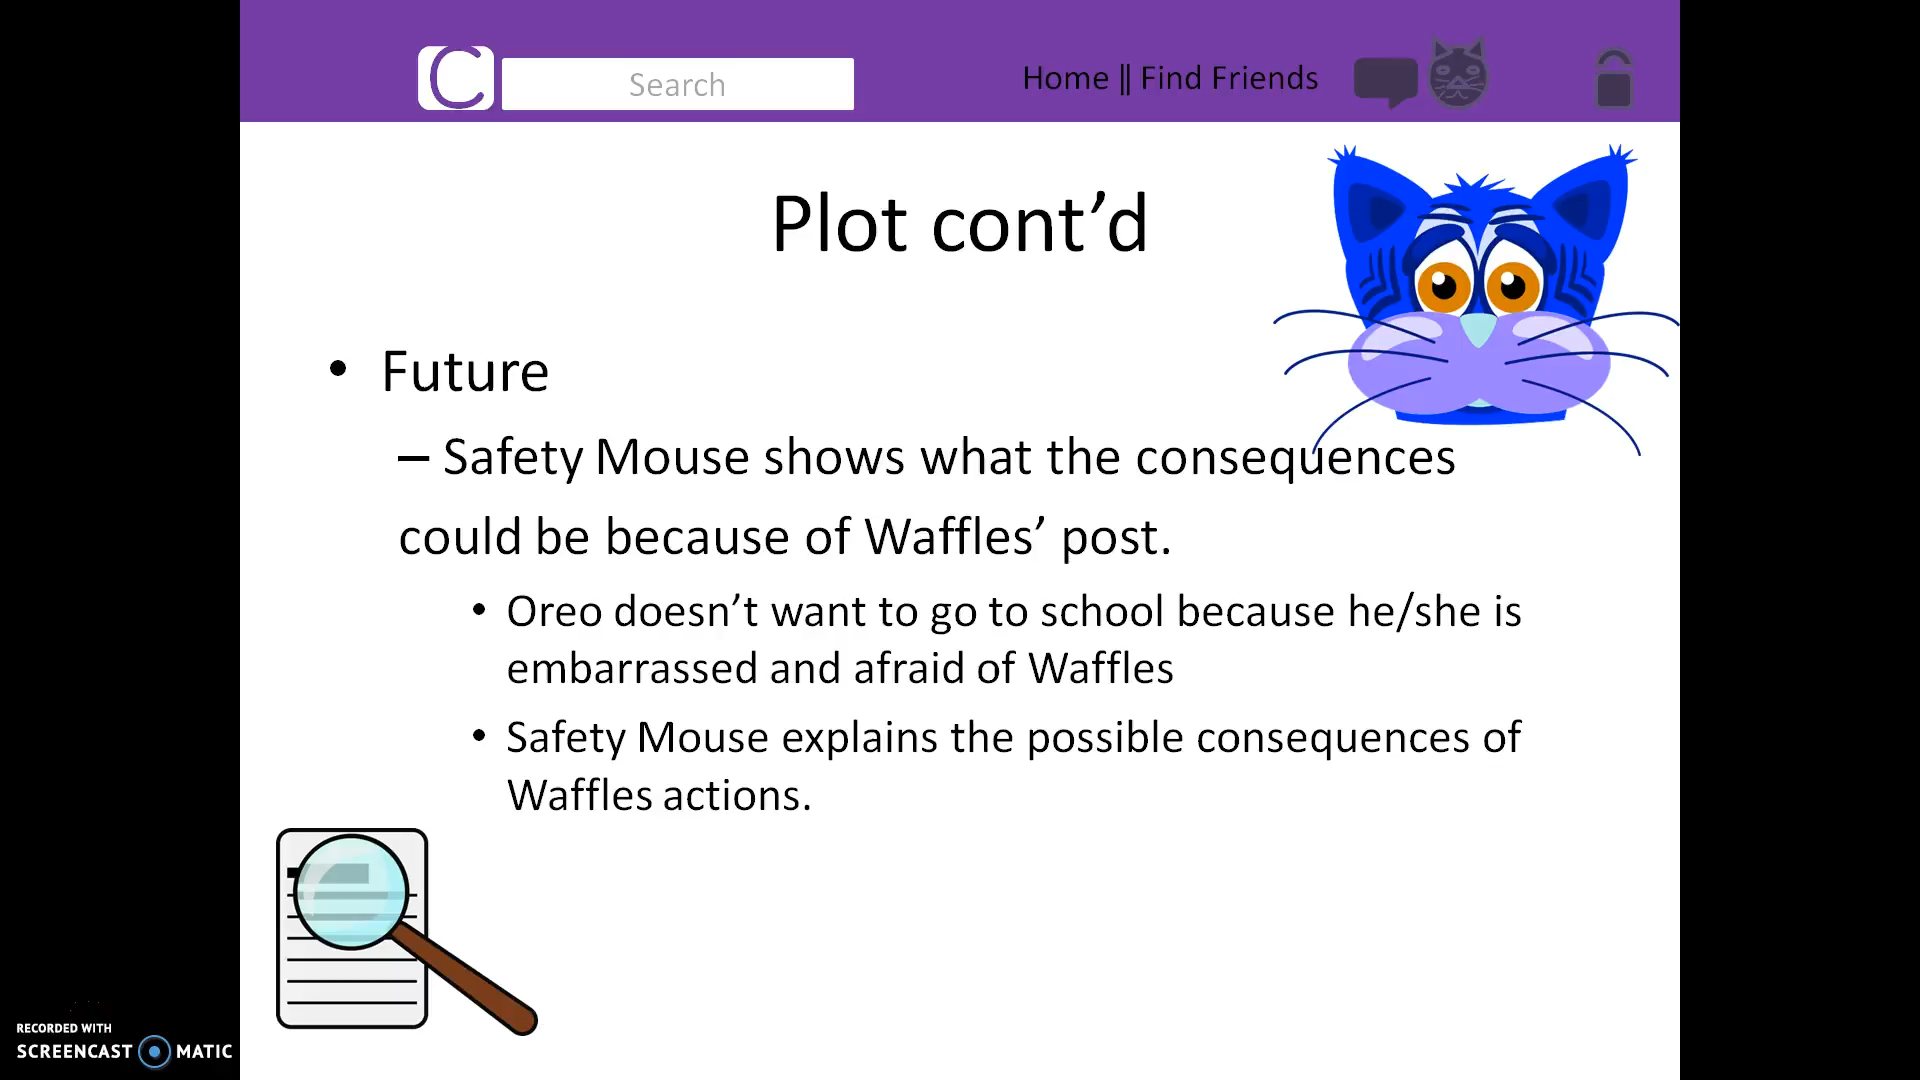 C
Search
Home || Find Friends
Plot cont’d
• Future
– Safety Mouse shows what the consequences
could be because of Waffles’ post.
• Oreo doesn’t want to go to school because he/she is
embarrassed and afraid of Waffles
• Safety Mouse explains the possible consequences of
Waffles actions.
RECORDED WITH
SCREENCAST MATIC